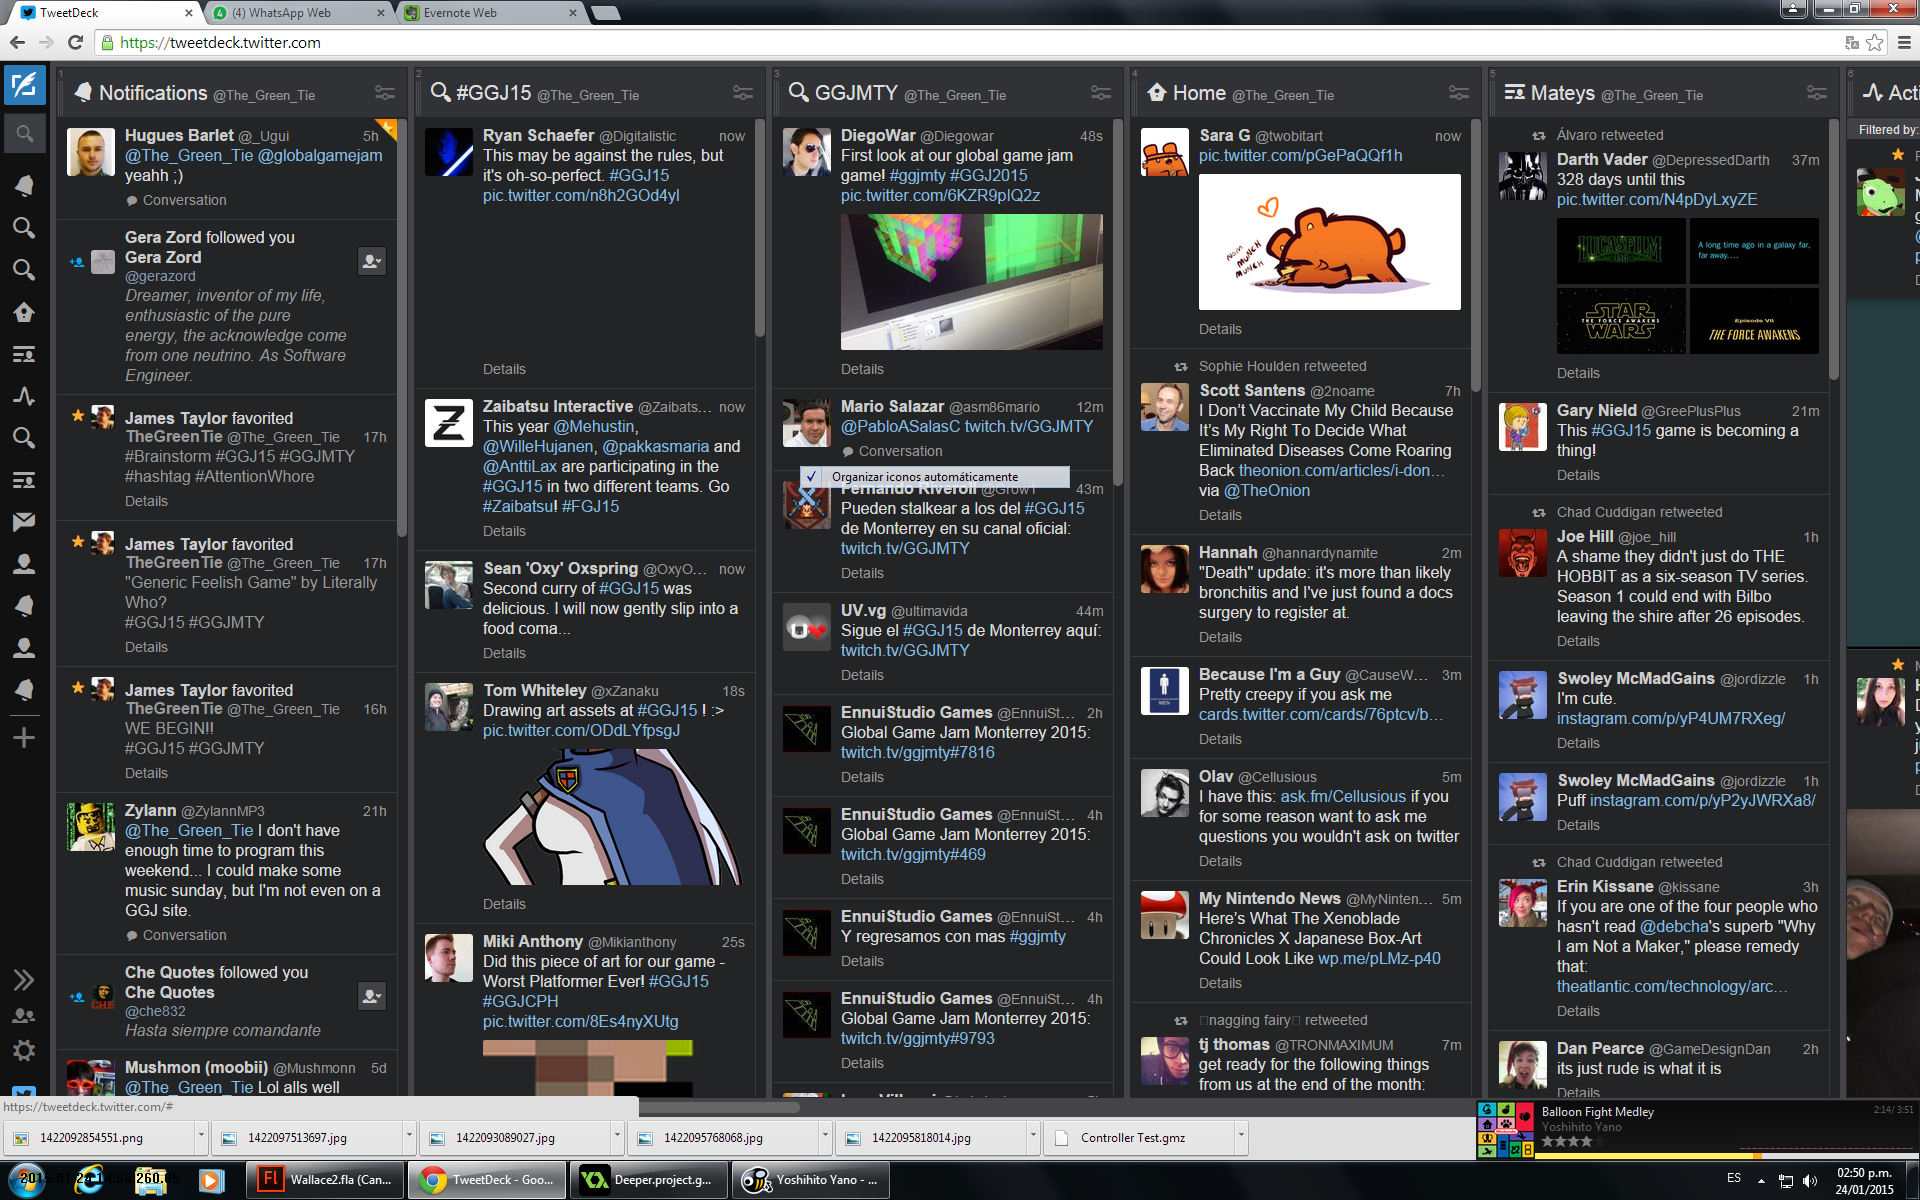 TweetDeck
(4) WhatsApp Web
Evernote Web
https://tweetdeck.twitter.com
1
Notifications @The_Green_Tie
Hugues Barlet @_Ugui 5h
@The_Green_Tie @globalgamejam
yeahh ;)
Conversation
Gera Zord followed you
Gera Zord
@gerazord
Dreamer, inventor of my life,
enthusiastic of the pure
energy, the acknowledge come
from one neutrino. As Software
Engineer.
James Taylor favorited
TheGreenTie @The_Green_Tie 17h
#Brainstorm #GGJ15 #GGJMTY
#hashtag #AttentionWhore
Details
James Taylor favorited
TheGreenTie @The_Green_Tie 17h
"Generic Feelish Game" by Literally
Who?
#GGJ15 #GGJMTY
Details
James Taylor favorited
TheGreenTie @The_Green_Tie 16h
WE BEGIN!!
#GGJ15 #GGJMTY
Details
Zylann @ZylannMP3 21h
@The_Green_Tie I don't have
enough time to program this
weekend... I could make some
music sunday, but I'm not even on a
GGJ site.
Conversation
Che Quotes followed you
Che Quotes
@che832
Hasta siempre comandante
Mushmon (moobii) @Mushmonn 5d
@The_Green_Tie Lol alls well
2
#GGJ15 @The_Green_Tie
Ryan Schaefer @Digitalistic now
This may be against the rules, but
it's oh-so-perfect. #GGJ15
pic.twitter.com/n8h2GOd4yl
Details
Zaibatsu Interactive @Zaibats... now
This year @Mehustin,
@WilleHujanen, @pakkasmaria and
@AnttiLax are participating in the
#GGJ15 in two different teams. Go
#Zaibatsu! #FGJ15
Details
Sean 'Oxy' Oxspring @OxyO... now
Second curry of #GGJ15 was
delicious. I will now gently slip into a
food coma...
Details
Tom Whiteley @xZanaku 18s
Drawing art assets at #GGJ15 ! :>
pic.twitter.com/ODdLYfpsgJ
Details
Miki Anthony @Mikianthony 25s
Did this piece of art for our game -
Worst Platformer Ever! #GGJ15
#GGJCPH
pic.twitter.com/8Es4nyXUtg
3
GGJMTY @The_Green_Tie
DiegoWar @Diegowar 48s
First look at our global game jam
game! #ggjmty #GGJ2015
pic.twitter.com/6KZR9pIQ2z
Details
Mario Salazar @asm86mario 12m
@PabloASalasC twitch.tv/GGJMTY
Conversation
Organizar iconos automáticamente
Fernando Riveroll @Grow1 43m
Pueden stalkear a los del #GGJ15
de Monterrey en su canal oficial:
twitch.tv/GGJMTY
Details
UV.vg @ultimavida 44m
Sigue el #GGJ15 de Monterrey aquí:
twitch.tv/GGJMTY
Details
EnnuiStudio Games @EnnuiSt... 2h
Global Game Jam Monterrey 2015:
twitch.tv/ggjmty#7816
Details
EnnuiStudio Games @EnnuiSt... 4h
Global Game Jam Monterrey 2015:
twitch.tv/ggjmty#469
Details
EnnuiStudio Games @EnnuiSt... 4h
Y regresamos con mas #ggjmty
Details
EnnuiStudio Games @EnnuiSt... 4h
Global Game Jam Monterrey 2015:
twitch.tv/ggjmty#9793
Details
4
Home @The_Green_Tie
Sara G @twobitart now
pic.twitter.com/pGePaQQf1h
NOM
MUNCH
MUNCH
Details
Sophie Houlden retweeted
Scott Santens @2noame 7h
I Don't Vaccinate My Child Because
It's My Right To Decide What
Eliminated Diseases Come Roaring
Back theonion.com/articles/i-don...
via @TheOnion
Details
Hannah @hannardynamite 2m
"Death" update: it's more than likely
bronchitis and I've just found a docs
surgery to register at.
Details
MEN
Because I'm a Guy @CauseW... 3m
Pretty creepy if you ask me
cards.twitter.com/cards/76ptcv/b...
Details
Olav @Cellusious 5m
I have this: ask.fm/Cellusious if you
for some reason want to ask me
questions you wouldn't ask on twitter
Details
My Nintendo News @MyNinten... 5m
Here's What The Xenoblade
Chronicles X Japanese Box-Art
Could Look Like wp.me/pLMz-p40
Details
nagging fairy retweeted
tj thomas @TRONMAXIMUM 7m
get ready for the following things
from us at the end of the month:
5
Mateys @The_Green_Tie
Álvaro retweeted
Darth Vader @DepressedDarth 37m
328 days until this
pic.twitter.com/N4pDyLxyZE
LUCASFILM
A long time ago in a galaxy far,
far away....
STAR
THE FORCE AWAKENS
WARS
Episode VII
THE FORCE AWAKENS
Details
Gary Nield @GreePlusPlus 21m
This #GGJ15 game is becoming a
thing!
Details
Chad Cuddigan retweeted
Joe Hill @joe_hill 1h
A shame they didn't just do THE
HOBBIT as a six-season TV series.
Season 1 could end with Bilbo
leaving the shire after 26 episodes.
Details
Swoley McMadGains @jordizzle 1h
I'm cute.
instagram.com/p/yP4UM7RXeg/
Details
Swoley McMadGains @jordizzle 1h
Puff instagram.com/p/yP2yJWRXa8/
Details
Chad Cuddigan retweeted
Erin Kissane @kissane 3h
If you are one of the four people who
hasn't read @debcha's superb "Why
I am Not a Maker," please remedy
that:
theatlantic.com/technology/arc...
Details
Dan Pearce @GameDesignDan 2h
its just rude is what it is
Details
6
Acti
Filtered by:
https://tweetdeck.twitter.com/#
1422092854551.png
1422097513697.jpg
1422093089027.jpg
1422095768068.jpg
1422095818014.jpg
Controller Test.gmz
Balloon Fight Medley
Yoshihito Yano
2:14/ 3:51
Wallace2.fla (Can...
TweetDeck - Goo...
Deeper.project.g...
Yoshihito Yano - ...
ES
02:50 p.m.
24/01/2015